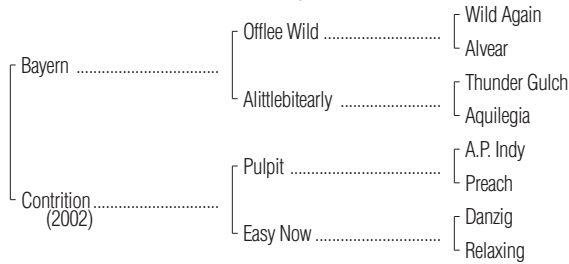 Wild Again
Offlee Wild ..............................
Alvear
Bayern ....................................
Thunder Gulch
Alittlebitearly ...........................
Aquilegia
A.P. Indy
Pulpit ......................................
Preach
Contrition ................................
(2002)
Danzig
Easy Now ................................
Relaxing